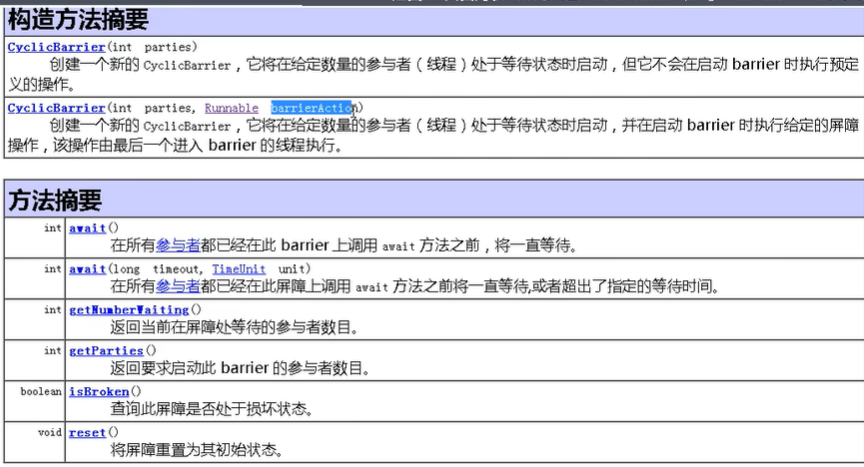 构造方法摘要
CyclicBarrier(int parties)
创建一个新的 CyclicBarrier，它将在给定数量的参与者（线程）处于等待状态时启动，但它不会在启动 barrier 时执行预定
义的操作。
CyclicBarrier(int parties, Runnable barrierAction)
创建一个新的 CyclicBarrier，它将在给定数量的参与者（线程）处于等待状态时启动，并在启动 barrier 时执行给定的屏障
操作，该操作由最后一个进入 barrier 的线程执行。
方法摘要
int await()
在所有参与者都已经在此 barrier 上调用 await 方法之前，将一直等待。
int await(long timeout, TimeUnit unit)
在所有参与者都已经在此屏障上调用 await 方法之前将一直等待,或者超出了指定的等待时间。
int getNumberWaiting()
返回当前在屏障处等待的参与者数目。
int getParties()
返回要求启动此 barrier 的参与者数目。
boolean isBroken()
查询此屏障是否处于损坏状态。
void reset()
将屏障重置为其初始状态。